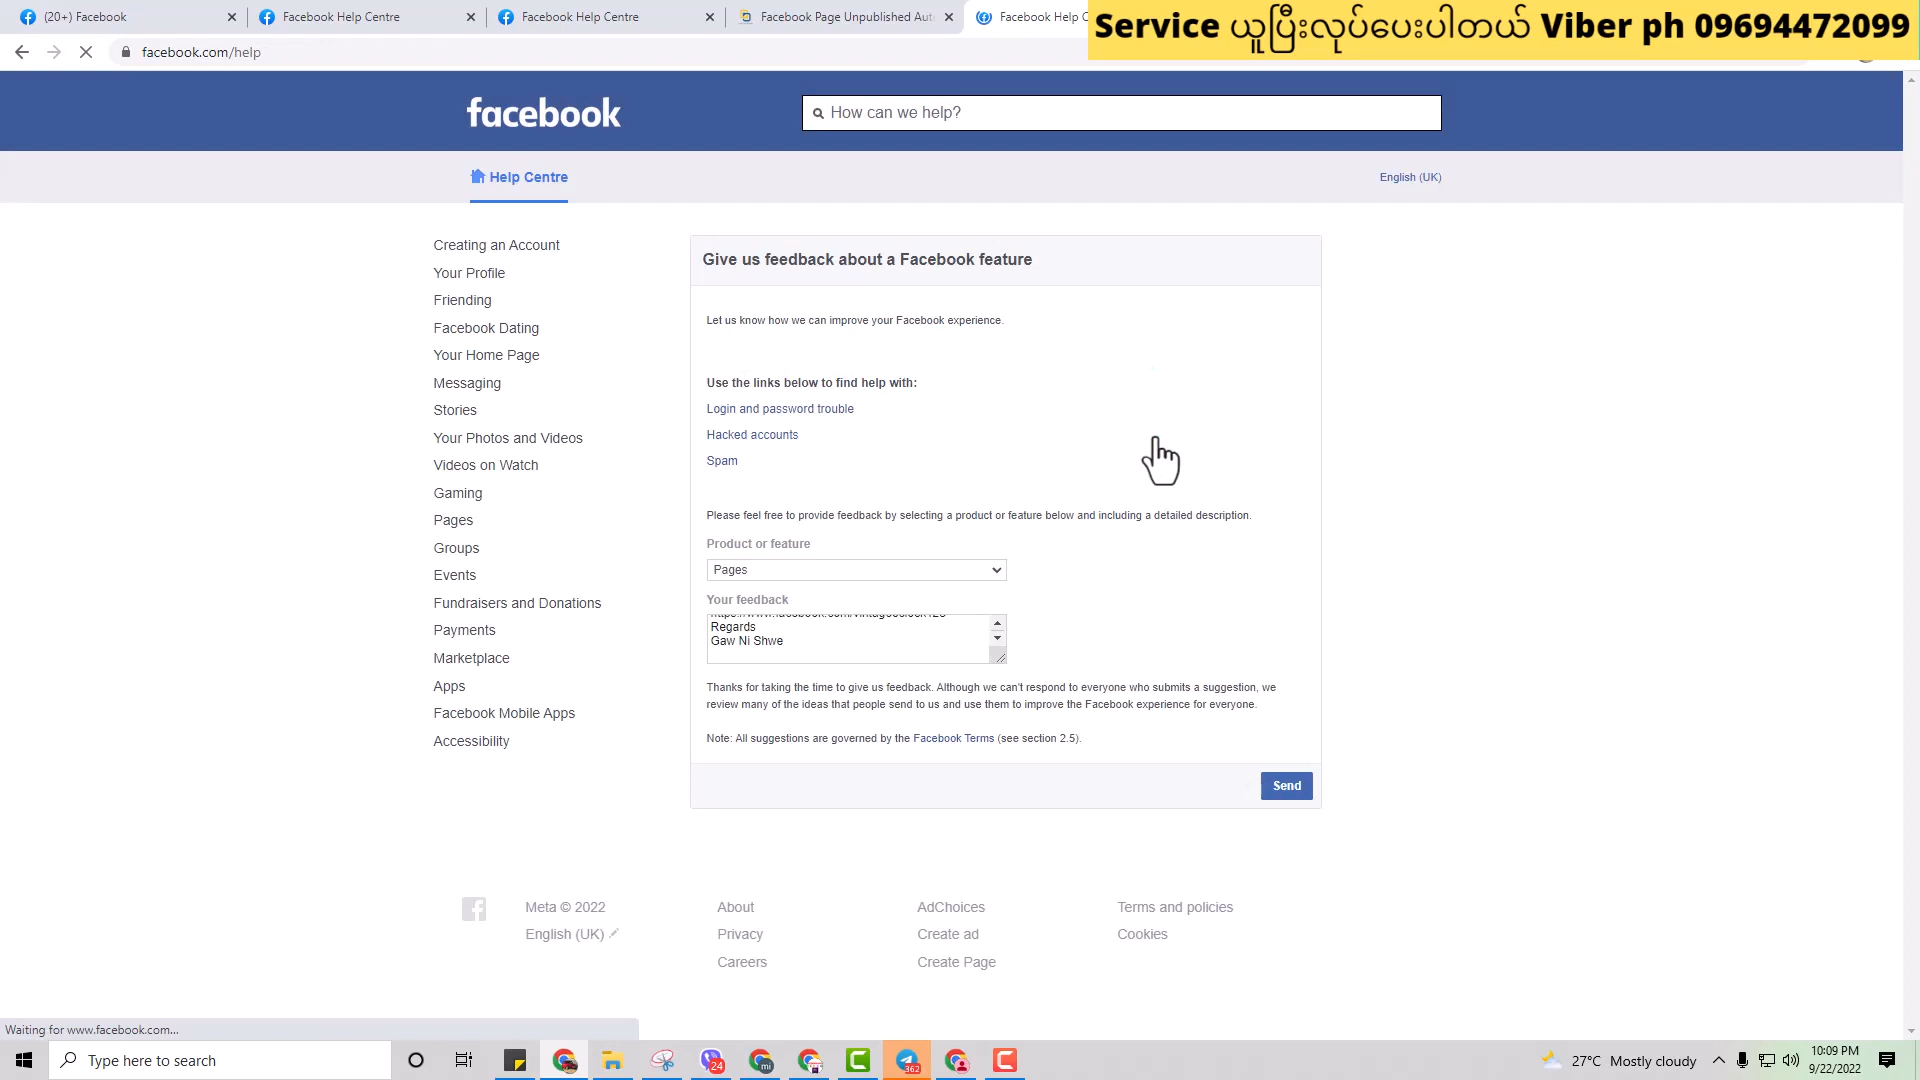 (20+) Facebook
Facebook Help Centre
Facebook Help Centre
Facebook Page Unpublished Aut
Facebook Help C
Service ယူပြီးလုပ်ပေးပါတယ် Viber ph 09694472099
facebook.com/help
facebook
How can we help?
Help Centre
English (UK)
Creating an Account
Your Profile
Friending
Facebook Dating
Your Home Page
Messaging
Stories
Your Photos and Videos
Videos on Watch
Gaming
Pages
Groups
Events
Fundraisers and Donations
Payments
Marketplace
Apps
Facebook Mobile Apps
Accessibility
Give us feedback about a Facebook feature
Let us know how we can improve your Facebook experience.
Use the links below to find help with:
Login and password trouble
Hacked accounts
Spam
Please feel free to provide feedback by selecting a product or feature below and including a detailed description.
Product or feature
Pages
Your feedback
Regards
Gaw Ni Shwe
Thanks for taking the time to give us feedback. Although we can't respond to everyone who submits a suggestion, we
review many of the ideas that people send to us and use them to improve the Facebook experience for everyone.
Note: All suggestions are governed by the Facebook Terms (see section 2.5).
Send
Meta © 2022
English (UK)
About
Privacy
Careers
AdChoices
Create ad
Create Page
Terms and policies
Cookies
Waiting for www.facebook.com...
Type here to search
24
mi
362
27°C Mostly cloudy
10:09 PM
9/22/2022